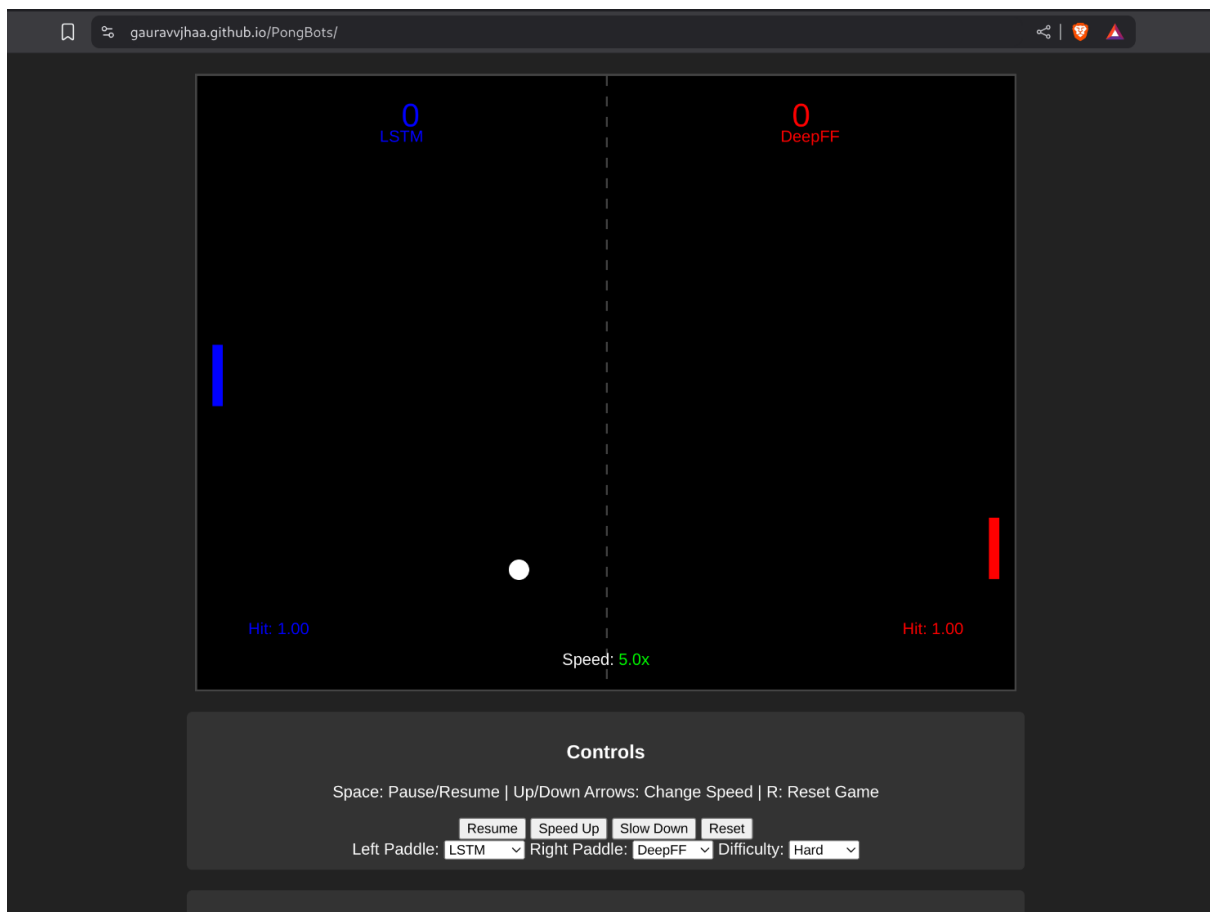 gauravvjhaa.github.io/PongBots/
0 0
LSTM DeepFF
Hit: 1.00 Hit: 1.00
Speed: 5.0x
Controls
Space: Pause/Resume | Up/Down Arrows: Change Speed | R: Reset Game
Resume Speed Up Slow Down Reset
Left Paddle: LSTM Right Paddle: DeepFF Difficulty: Hard